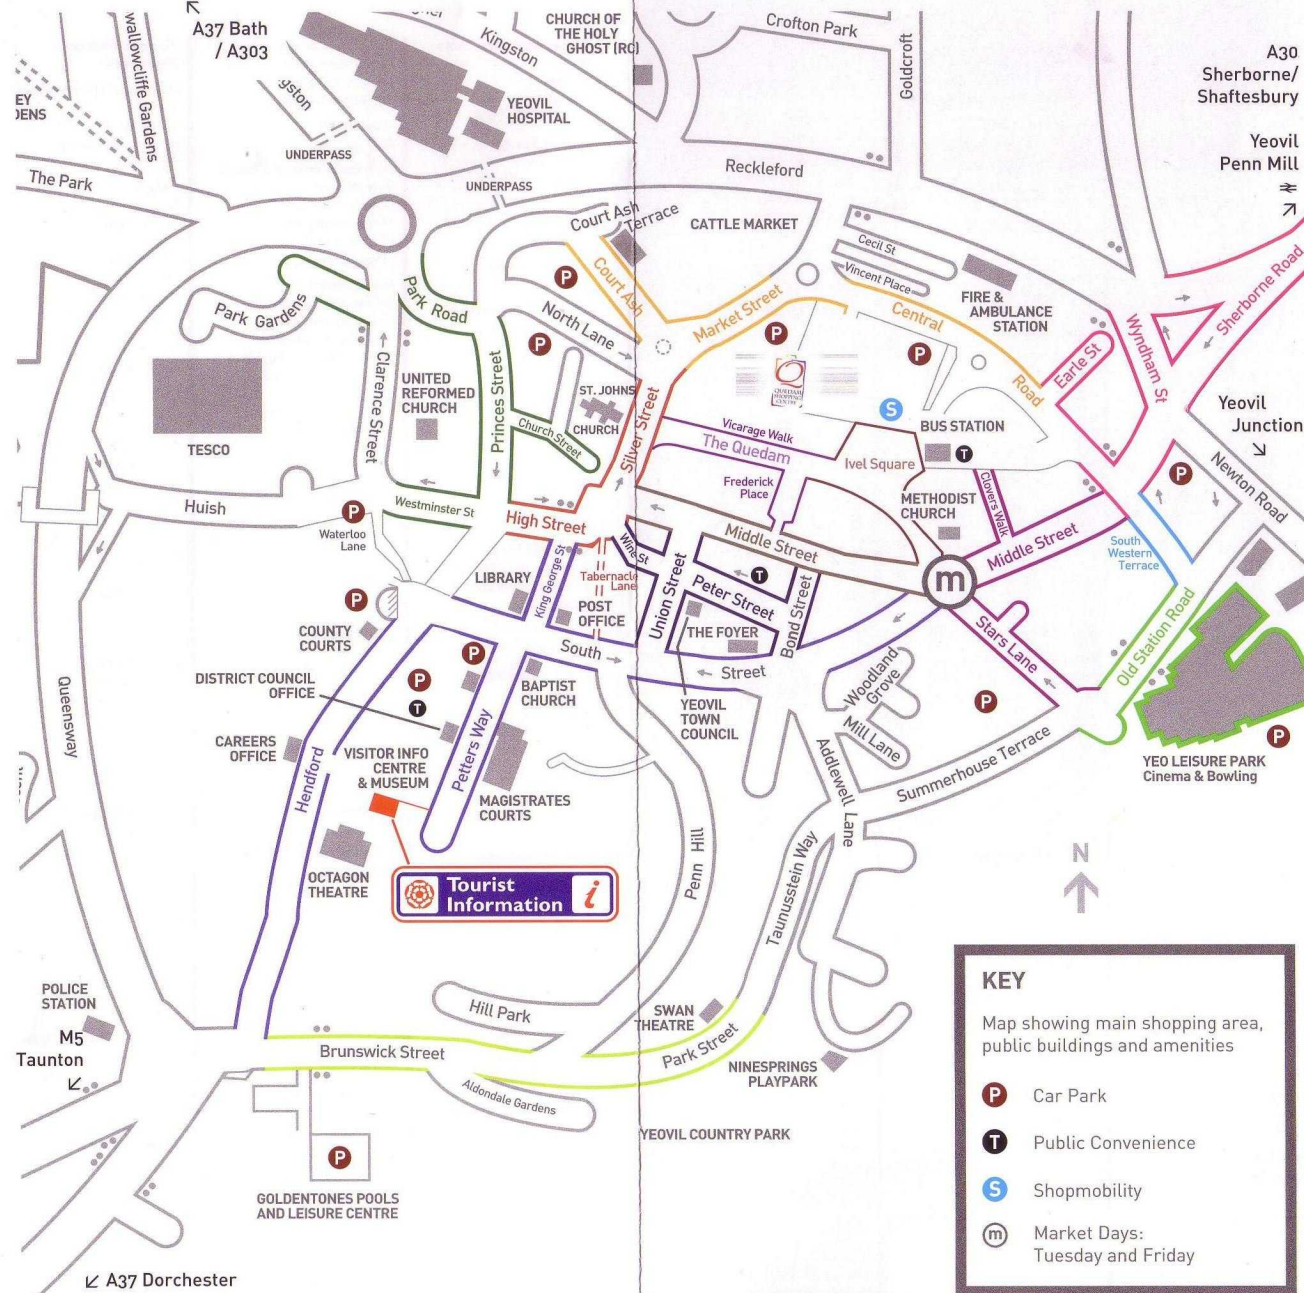 A37 Bath
/ A303
CHURCH OF
THE HOLY
GHOST (RC)
Crofton Park
Goldcroft
A30
Sherborne/
Shaftesbury
Yeovil
Penn Mill
Kingston
YEOVIL
HOSPITAL
UNDERPASS
UNDERPASS
The Park
Reckleford
Court Ash
Terrace
CATTLE MARKET
Cecil St
Vincent Place
FIRE &
AMBULANCE
STATION
Sherborne Road
Wyndham St
Park Gardens
Park Road
P
Court Ash
North Lane
P
Market Street
P
QUEDAM
SHOPPING
CENTRE
Central
Road
P
Earle St
TESCO
Clarence Street
UNITED
REFORMED
CHURCH
Princes Street
ST. JOHNS
CHURCH
Church Street
Silver Street
Vicarage Walk
The Quedam
Frederick
Place
Ivel Square
S
BUS STATION
T
METHODIST
CHURCH
Clovers Walk
Yeovil
Junction
Newton Road
P
Huish
P
Waterloo
Lane
Westminster St
High Street
Wine St
Middle Street
Middle Street
South
Western
Terrace
LIBRARY
King George St
Tabernacle
Lane
POST
OFFICE
Union Street
Peter Street
T
THE FOYER
Bond Street
m
Stars Lane
Old Station Road
P
COUNTY
COURTS
South
Street
DISTRICT COUNCIL
OFFICE
P
P
T
BAPTIST
CHURCH
YEOVIL
TOWN
COUNCIL
Woodland
Grove
Mill Lane
P
P
YEO LEISURE PARK
Cinema & Bowling
Queensway
CAREERS
OFFICE
Hendford
VISITOR INFO
CENTRE
& MUSEUM
Petters Way
MAGISTRATES
COURTS
Addlewell Lane
Summerhouse Terrace
OCTAGON
THEATRE
Tourist
Information
i
Penn Hill
Taunusstein Way
N
POLICE
STATION
M5
Taunton
Hill Park
SWAN
THEATRE
Park Street
Brunswick Street
Aldondale Gardens
NINESPRINGS
PLAYPARK
YEOVIL COUNTRY PARK
P
GOLDENTONES POOLS
AND LEISURE CENTRE
A37 Dorchester
KEY
Map showing main shopping area,
public buildings and amenities
P Car Park
T Public Convenience
S Shopmobility
m Market Days:
Tuesday and Friday